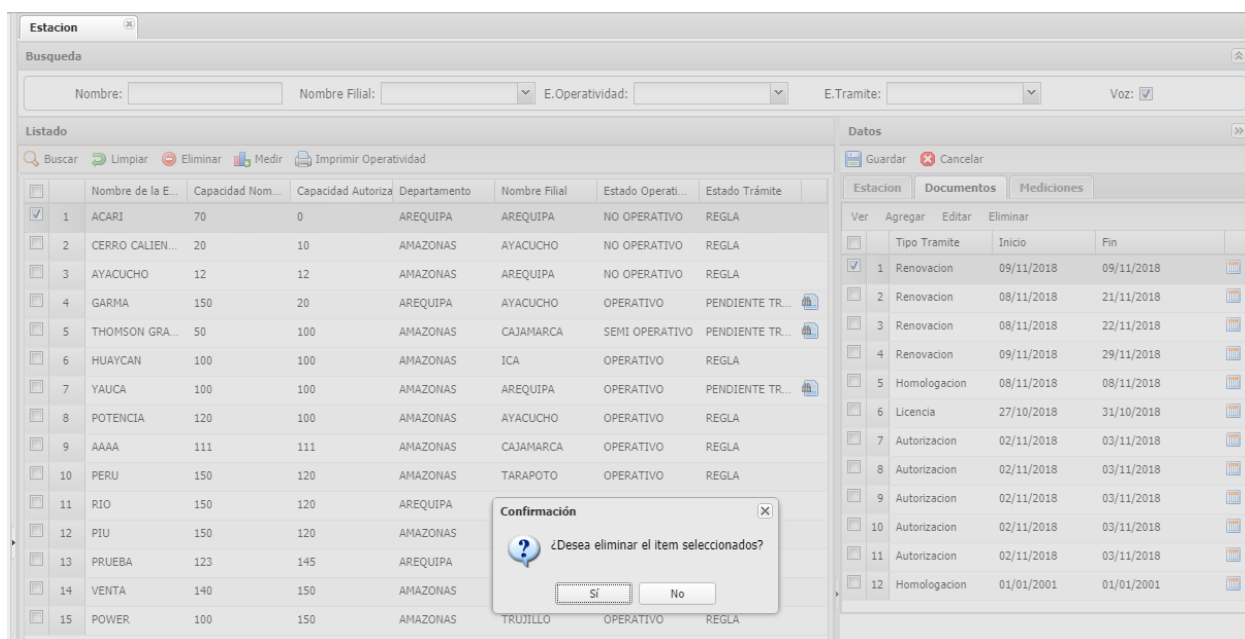 Estacion
Busqueda
Nombre: Nombre Filial: E.Operatividad: E.Tramite: Voz:
Listado
Buscar Limpiar Eliminar Medir Imprimir Operatividad
Nombre de la E... Capacidad Nom... Capacidad Autoriza Departamento Nombre Filial Estado Operati... Estado Trámite
1 ACARI 70 0 AREQUIPA AREQUIPA NO OPERATIVO REGLA
2 CERRO CALIEN... 20 10 AMAZONAS AYACUCHO NO OPERATIVO REGLA
3 AYACUCHO 12 12 AMAZONAS AREQUIPA NO OPERATIVO REGLA
4 GARMA 150 20 AREQUIPA AYACUCHO OPERATIVO PENDIENTE TR...
5 THOMSON GRA... 50 100 AMAZONAS CAJAMARCA SEMI OPERATIVO PENDIENTE TR...
6 HUAYCAN 100 100 AMAZONAS ICA OPERATIVO REGLA
7 YAUCA 100 100 AMAZONAS AREQUIPA OPERATIVO PENDIENTE TR...
8 POTENCIA 120 100 AMAZONAS AYACUCHO OPERATIVO REGLA
9 AAAA 111 111 AMAZONAS CAJAMARCA OPERATIVO REGLA
10 PERU 150 120 AMAZONAS TARAPOTO OPERATIVO REGLA
11 RIO 150 120 AREQUIPA
12 PIU 150 120 AMAZONAS
13 PRUEBA 123 145 AREQUIPA
14 VENTA 140 150 AMAZONAS
15 POWER 100 150 AMAZONAS TRUJILLO OPERATIVO REGLA
Confirmación
¿Desea eliminar el item seleccionados?
Sí No
Datos
Guardar Cancelar
Estacion Documentos Mediciones
Ver Agregar Editar Eliminar
Tipo Tramite Inicio Fin
1 Renovacion 09/11/2018 09/11/2018
2 Renovacion 08/11/2018 21/11/2018
3 Renovacion 08/11/2018 22/11/2018
4 Renovacion 09/11/2018 29/11/2018
5 Homologacion 08/11/2018 08/11/2018
6 Licencia 27/10/2018 31/10/2018
7 Autorizacion 02/11/2018 03/11/2018
8 Autorizacion 02/11/2018 03/11/2018
9 Autorizacion 02/11/2018 03/11/2018
10 Autorizacion 02/11/2018 03/11/2018
11 Autorizacion 02/11/2018 03/11/2018
12 Homologacion 01/01/2001 01/01/2001